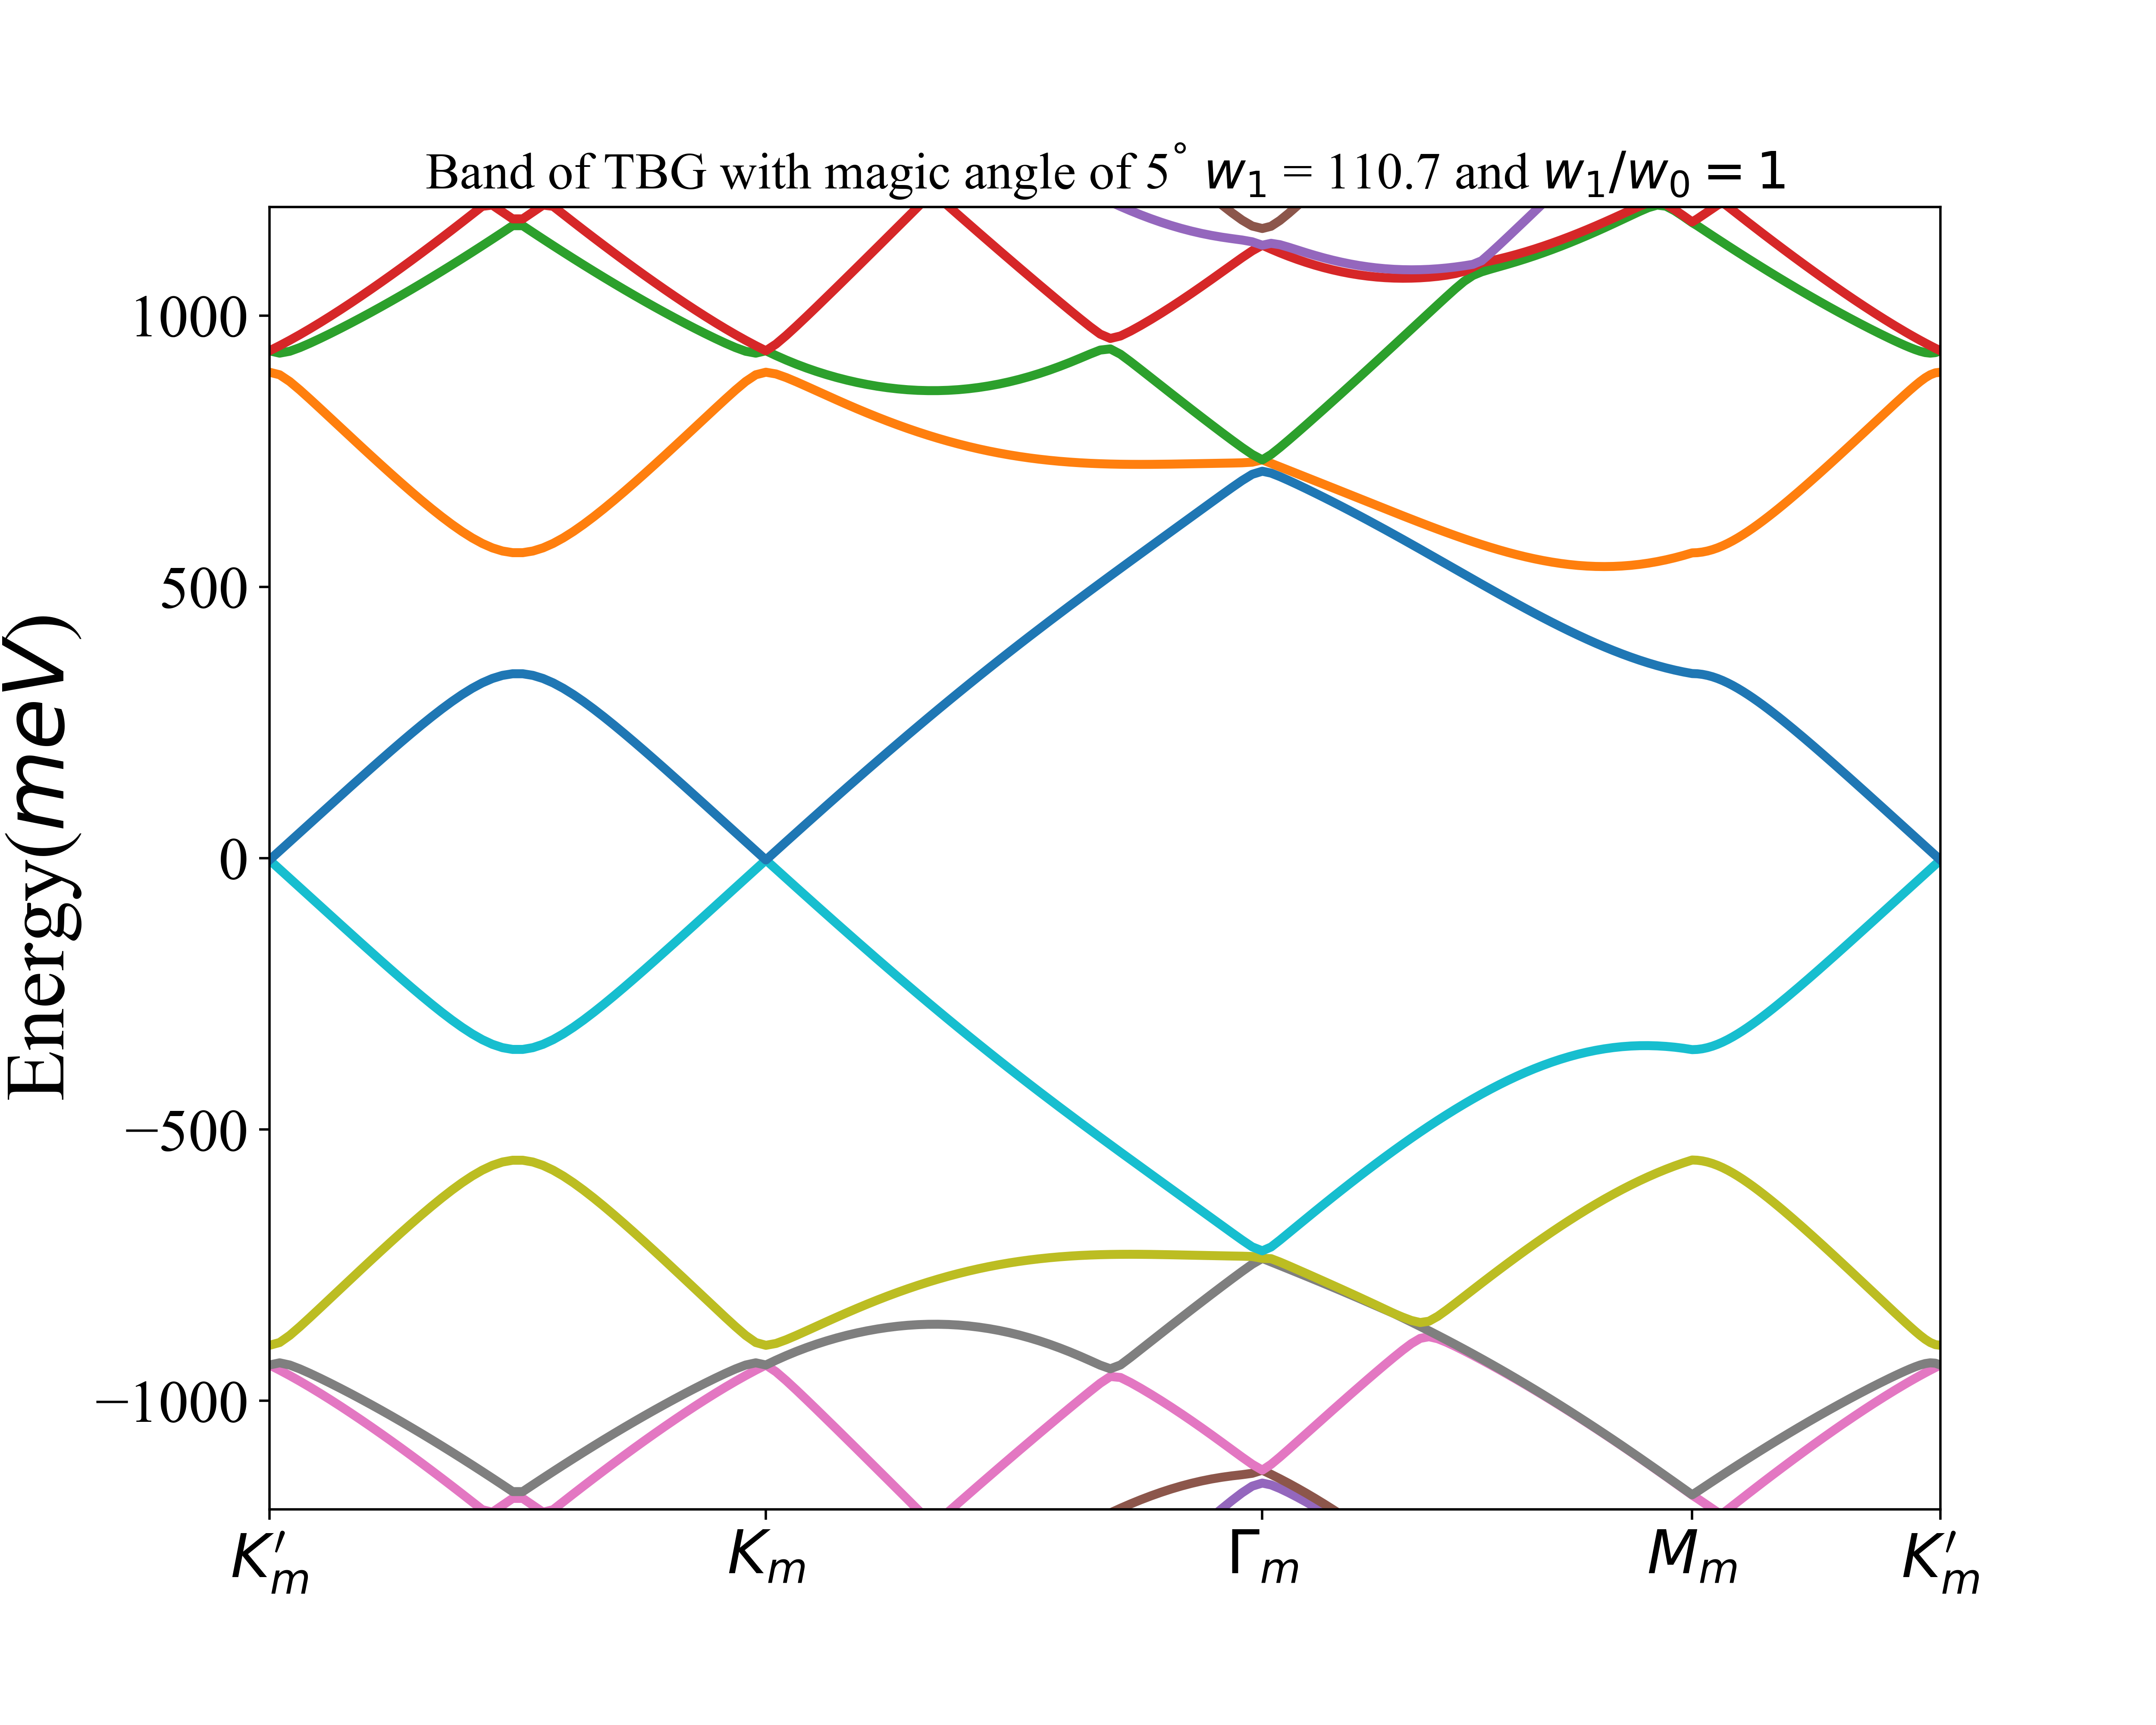 Band of TBG with magic angle of 5° w₁ = 110.7 and w₁/w₀ = 1
Energy(meV)
1000
500
0
−500
−1000
K′ₘ
Kₘ
Γₘ
Mₘ
K′ₘ